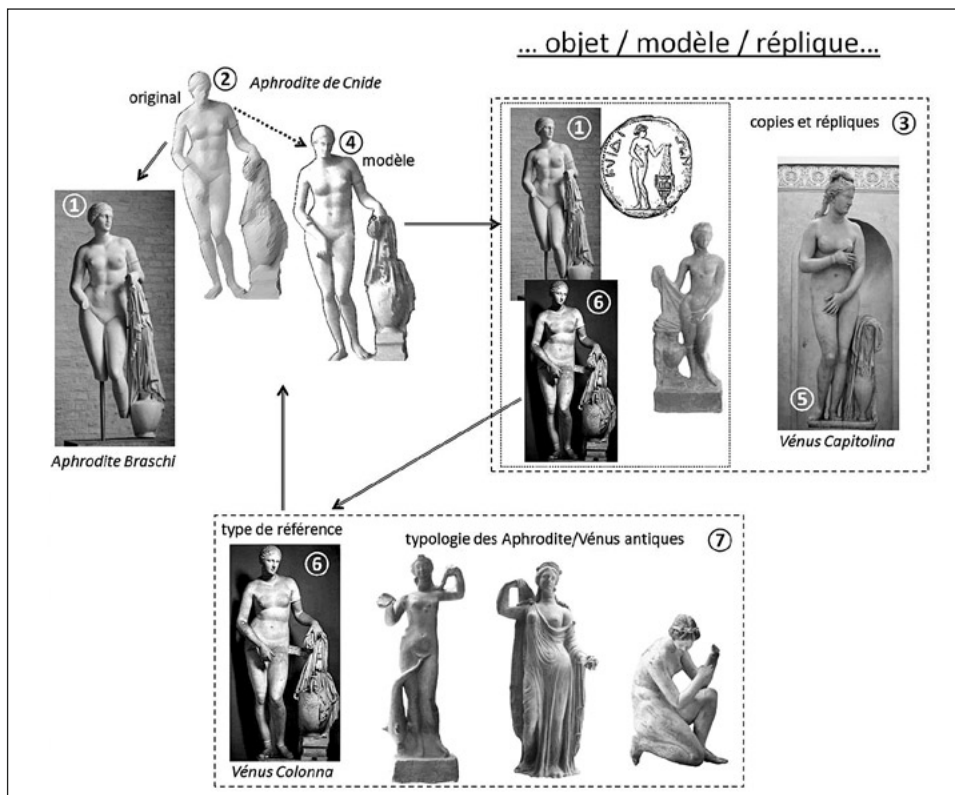 ... objet / modèle / réplique...
② Aphrodite de Cnide
original
④
modèle
①
Aphrodite Braschi
copies et répliques ③
①
⑥
⑤
Vénus Capitolina
type de référence
⑥
Vénus Colonna
typologie des Aphrodite/Vénus antiques ⑦